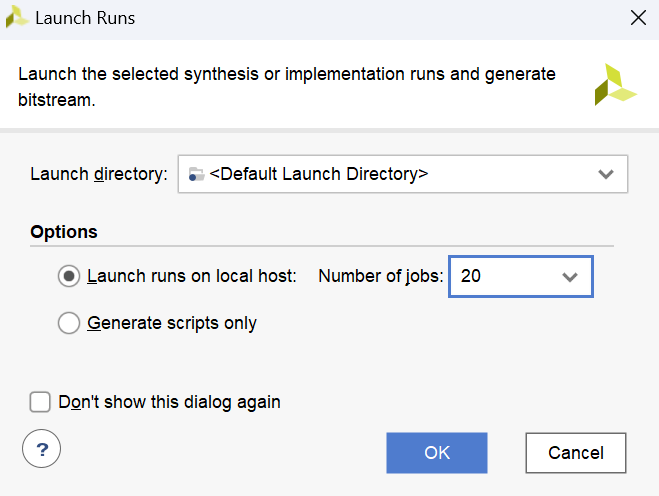 Launch Runs
Launch the selected synthesis or implementation runs and generate
bitstream.
Launch directory: <Default Launch Directory>
Options
Launch runs on local host: Number of jobs: 20
Generate scripts only
Don't show this dialog again
? OK Cancel